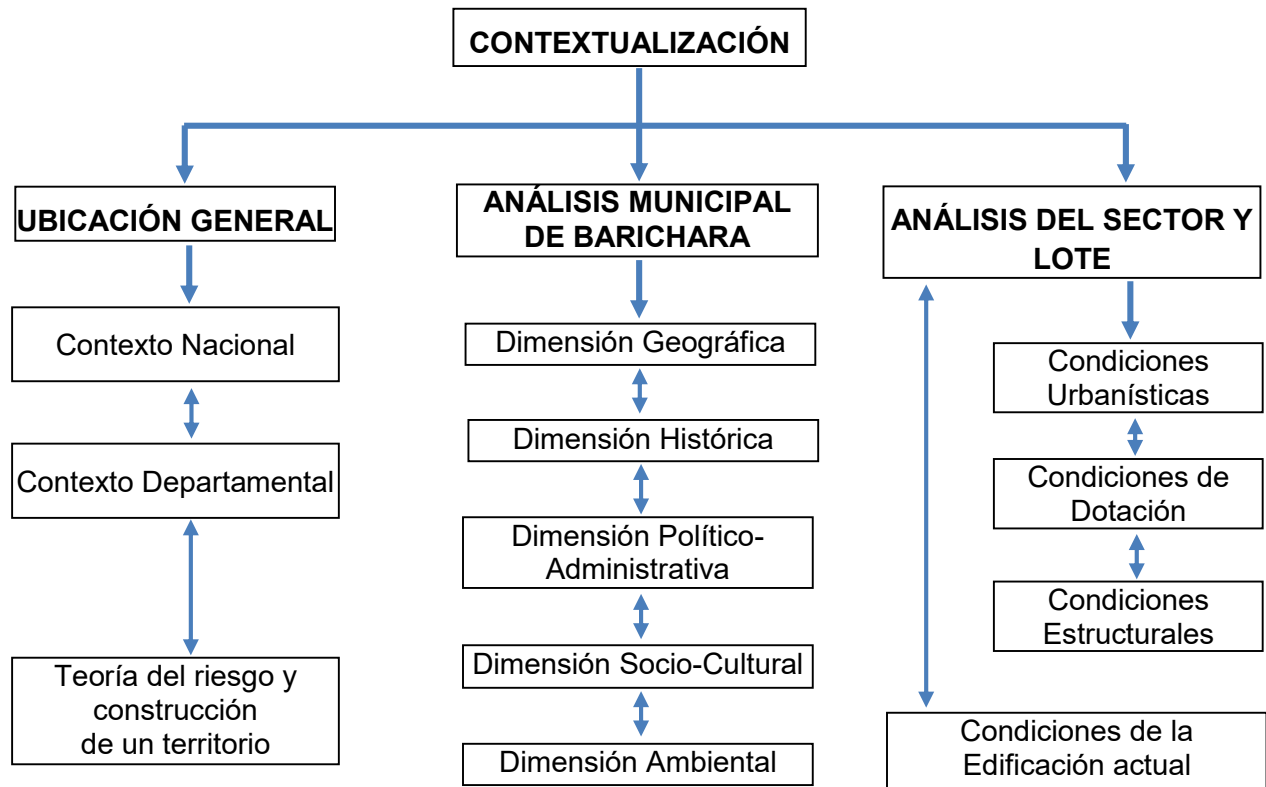 CONTEXTUALIZACIÓN
UBICACIÓN GENERAL
Contexto Nacional
Contexto Departamental
Teoría del riesgo y
construcción
de un territorio
ANÁLISIS MUNICIPAL
DE BARICHARA
Dimensión Geográfica
Dimensión Histórica
Dimensión Político-
Administrativa
Dimensión Socio-Cultural
Dimensión Ambiental
ANÁLISIS DEL SECTOR Y
LOTE
Condiciones
Urbanísticas
Condiciones de
Dotación
Condiciones
Estructurales
Condiciones de la
Edificación actual